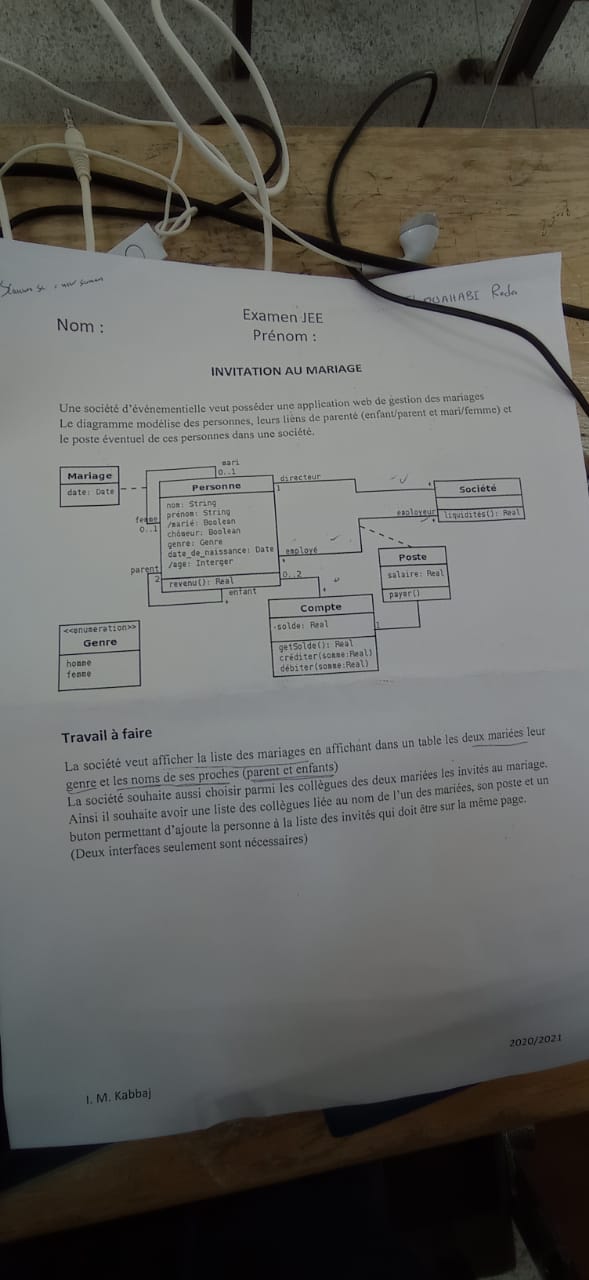 Nom :
Examen JEE
OUAHABI Reda
Prénom :
INVITATION AU MARIAGE
Une société d'événementielle veut posséder une application web de gestion des mariages
Le diagramme modélise des personnes, leurs liens de parenté (enfant/parent et mari/femme) et
le poste éventuel de ces personnes dans une société.
Mariage
date: Date
mari
0..1
femme
0..1
Personne
nom: String
prénom: String
/marié: Boolean
chômeur: Boolean
genre: Genre
date_de_naissance: Date
/age: Interger
revenu(): Real
directeur
1
*
Société
liquidités(): Real
employeur
*
employé
*
Poste
salaire: Real
payer()
parent
2
enfant
*
0..2
*
Compte
-solde: Real
getSolde(): Real
créditer(somme:Real)
débiter(somme:Real)
1
<<enumeration>>
Genre
homme
femme
Travail à faire
La société veut afficher la liste des mariages en affichant dans un table les deux mariées leur
genre et les noms de ses proches (parent et enfants)
La société souhaite aussi choisir parmi les collègues des deux mariées les invités au mariage.
Ainsi il souhaite avoir une liste des collègues liée au nom de l'un des mariées, son poste et un
buton permettant d'ajoute la personne à la liste des invités qui doit être sur la même page.
(Deux interfaces seulement sont nécessaires)
2020/2021
I. M. Kabbaj